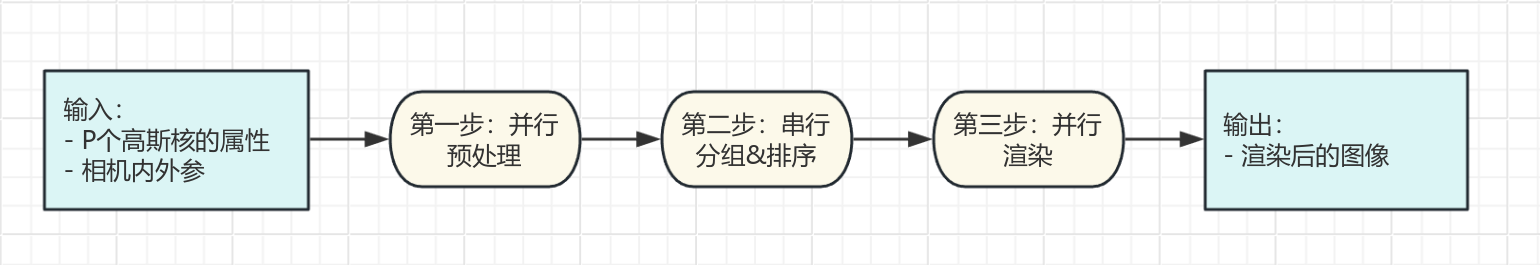 输入：
- P个高斯核的属性
- 相机内外参
第一步：并行
预处理
第二步：串行
分组&排序
第三步：并行
渲染
输出：
- 渲染后的图像